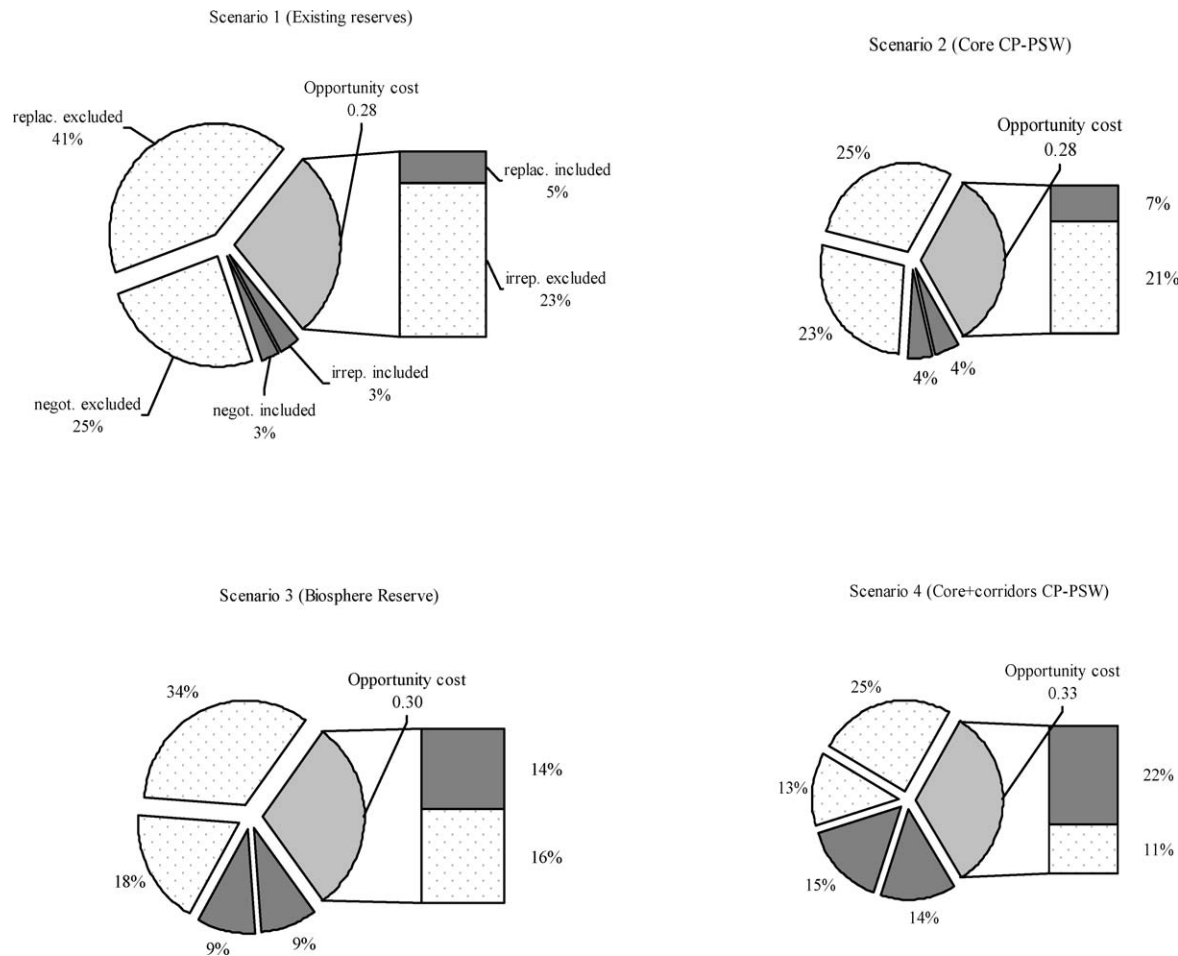 Scenario 1 (Existing reserves)
Opportunity cost
0.28
replac. excluded
41%
replac. included
5%
irrep. excluded
23%
irrep. included
3%
negot. included
3%
negot. excluded
25%
Scenario 2 (Core CP-PSW)
Opportunity cost
0.28
25%
7%
21%
23%
4%
4%
Scenario 3 (Biosphere Reserve)
34%
Opportunity cost
0.30
14%
16%
18%
9%
9%
Scenario 4 (Core+corridors CP-PSW)
Opportunity cost
0.33
25%
22%
13%
11%
15%
14%